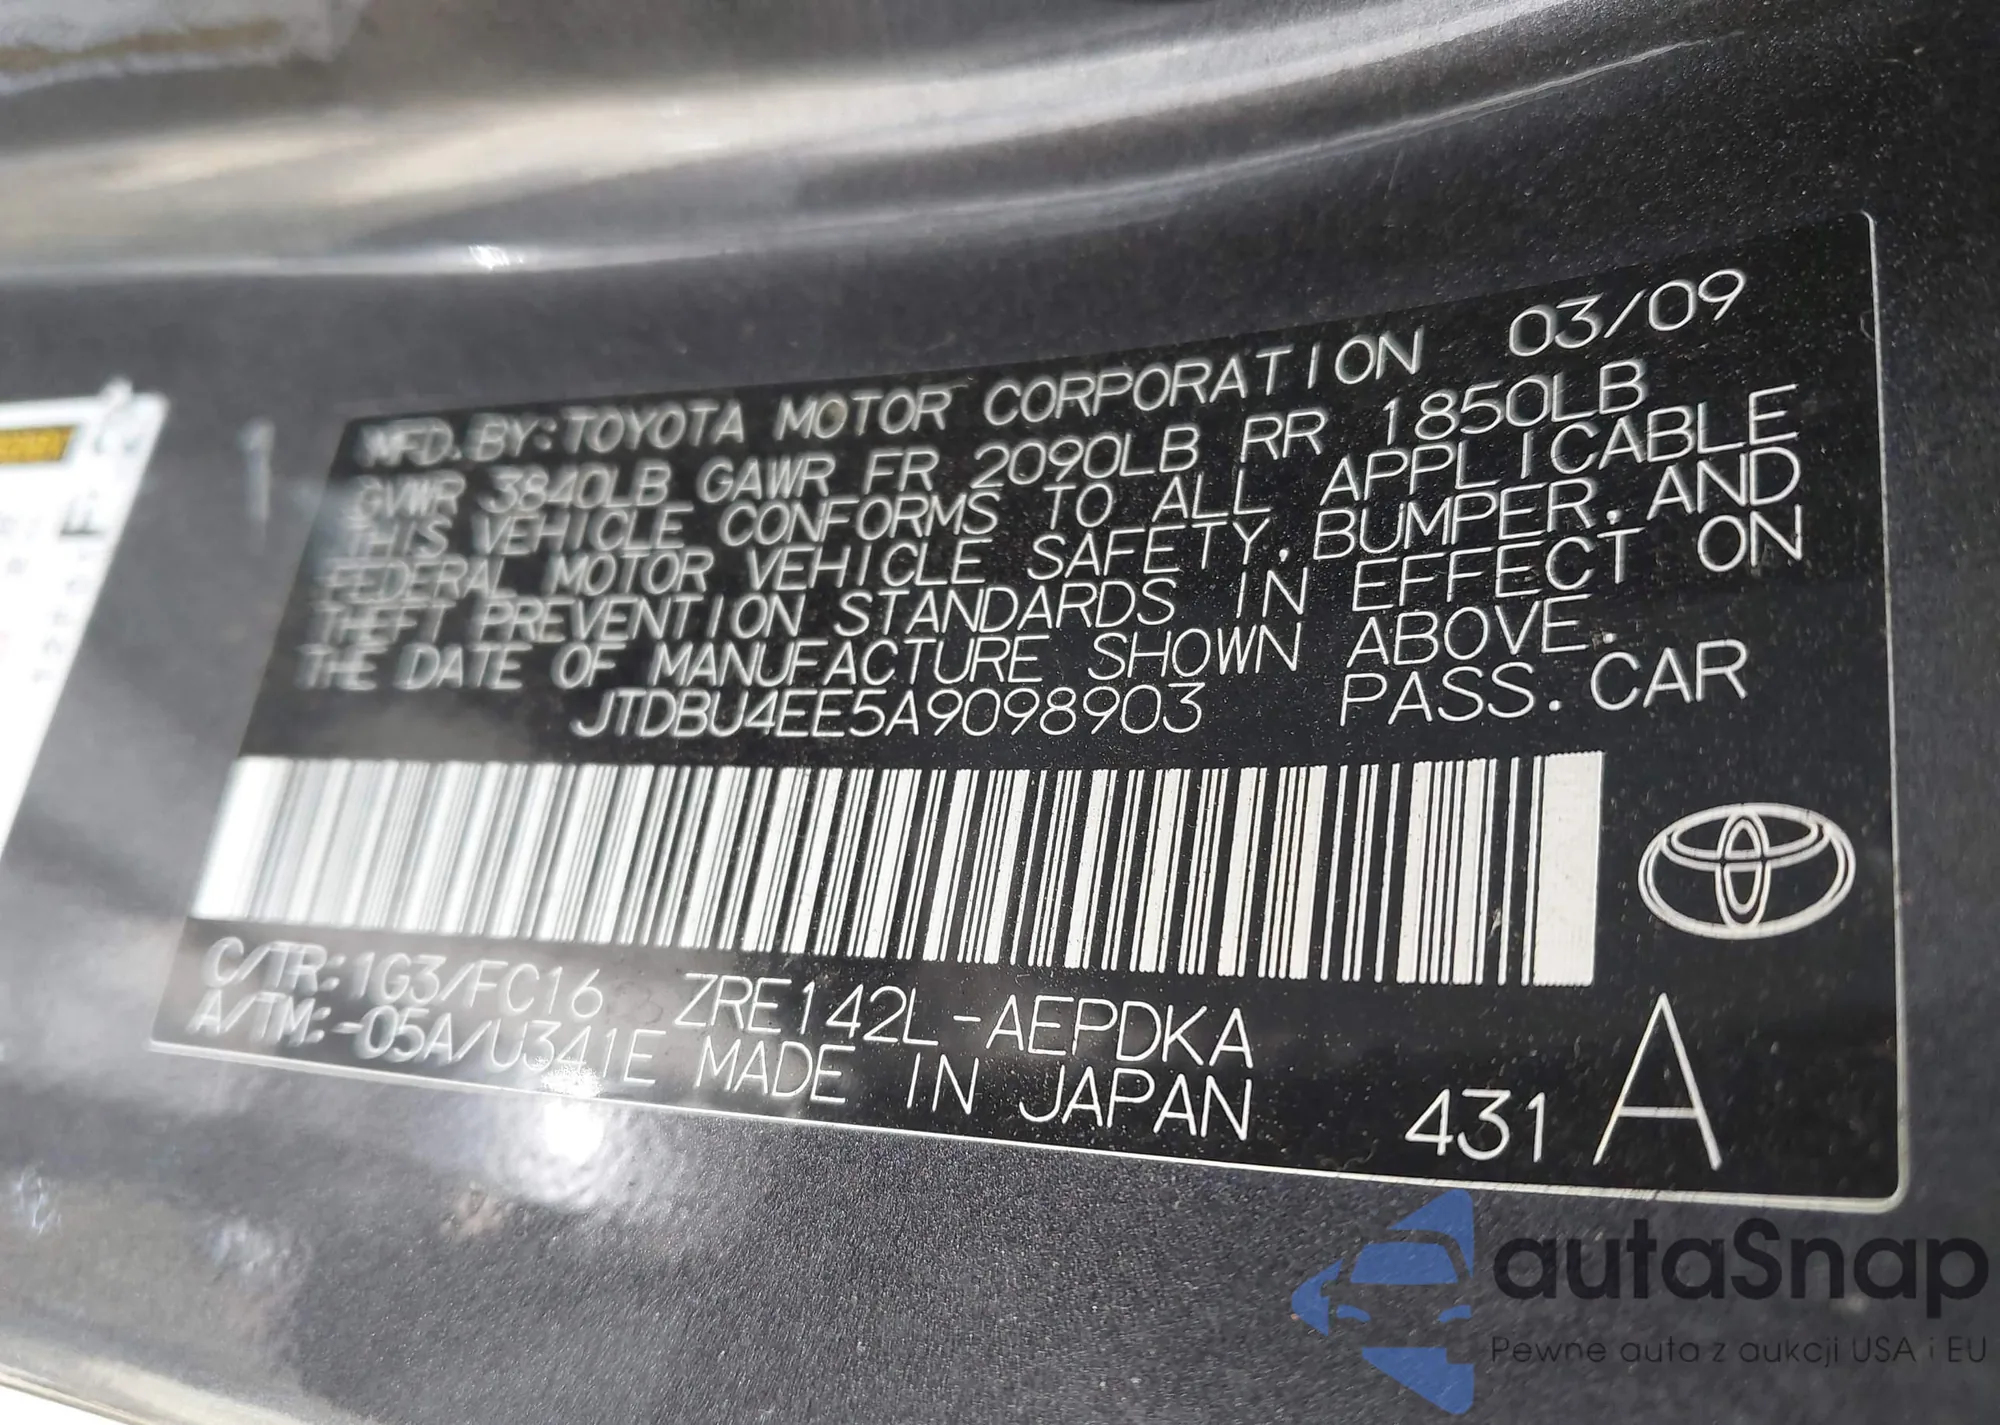 MFD.BY:TOYOTA MOTOR CORPORATION 03/09
GVWR 3840LB GAWR FR 2090LB RR 1850LB
THIS VEHICLE CONFORMS TO ALL APPLICABLE
FEDERAL MOTOR VEHICLE SAFETY, BUMPER, AND
THEFT PREVENTION STANDARDS IN EFFECT ON
THE DATE OF MANUFACTURE SHOWN ABOVE.
JTDBU4EE5A9098903 PASS.CAR
C/TR:1G3/FC16 ZRE142L-AEPDKA
A/TM:-05A/U341E MADE IN JAPAN
431 A
autaSnap
Pewne auta z aukcji USA i EU